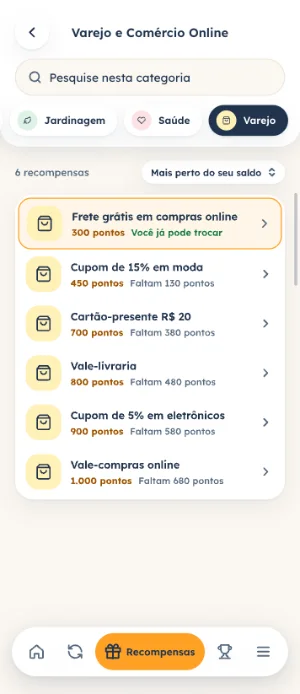 Varejo e Comércio Online
Pesquise nesta categoria
Jardinagem
Saúde
Varejo
6 recompensas
Mais perto do seu saldo
Frete grátis em compras online
300 pontos Você já pode trocar
Cupom de 15% em moda
450 pontos Faltam 130 pontos
Cartão-presente R$ 20
700 pontos Faltam 380 pontos
Vale-livraria
800 pontos Faltam 480 pontos
Cupom de 5% em eletrônicos
900 pontos Faltam 580 pontos
Vale-compras online
1.000 pontos Faltam 680 pontos
Recompensas